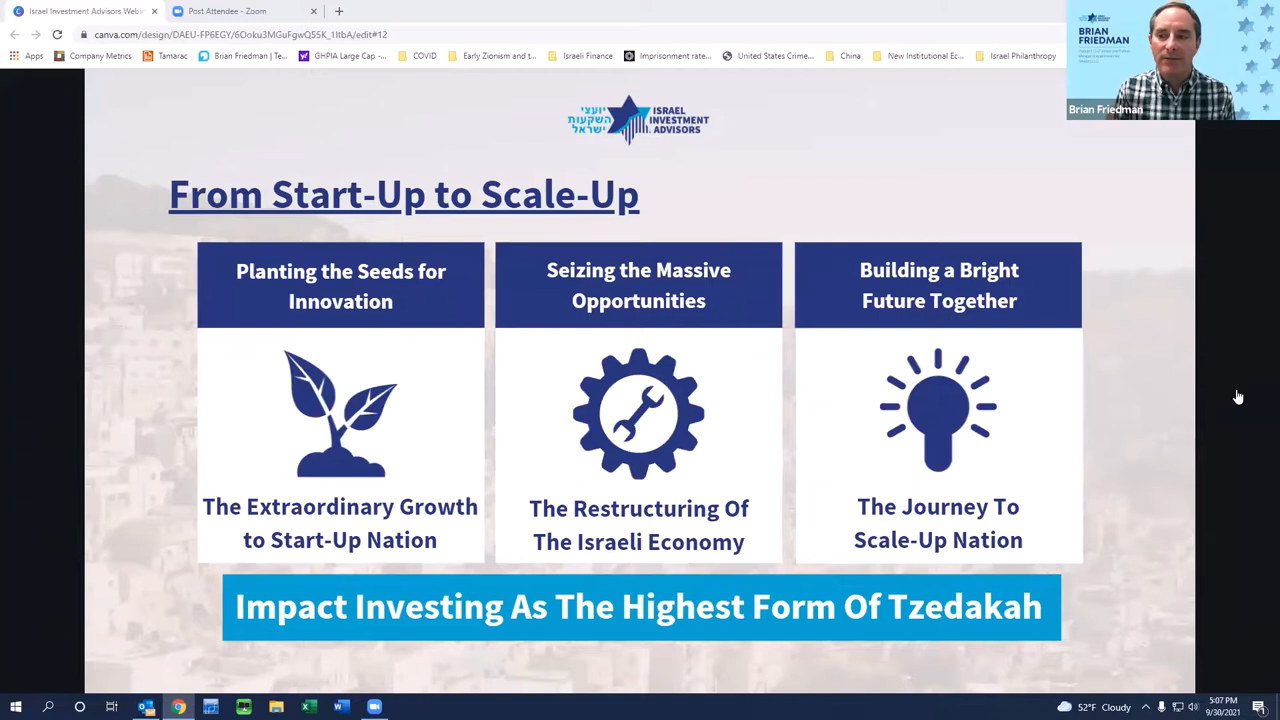 Israel Investment Advisors Webin
Post Attendee - Zoom
canva.com/design/DAEU-FP6EGY/6Ooku3MGuFgwQ55K_1ItbA/edit#12
Apps
Company Metrics
Tamarac
Brian Friedman | Te...
GHPIA Large Cap
COVID
Early Zionism and t...
Israeli Finance
Imprisonment rate...
United States Crime...
China
New Institutional Ec...
Israel Philanthropy
BRIAN
FRIEDMAN
Brian Friedman
יועצי
השקעות
ישראל
ISRAEL
INVESTMENT
ADVISORS
From Start-Up to Scale-Up
Planting the Seeds for
Innovation
The Extraordinary Growth
to Start-Up Nation
Seizing the Massive
Opportunities
The Restructuring Of
The Israeli Economy
Building a Bright
Future Together
The Journey To
Scale-Up Nation
Impact Investing As The Highest Form Of Tzedakah
52°F Cloudy
5:07 PM
9/30/2021